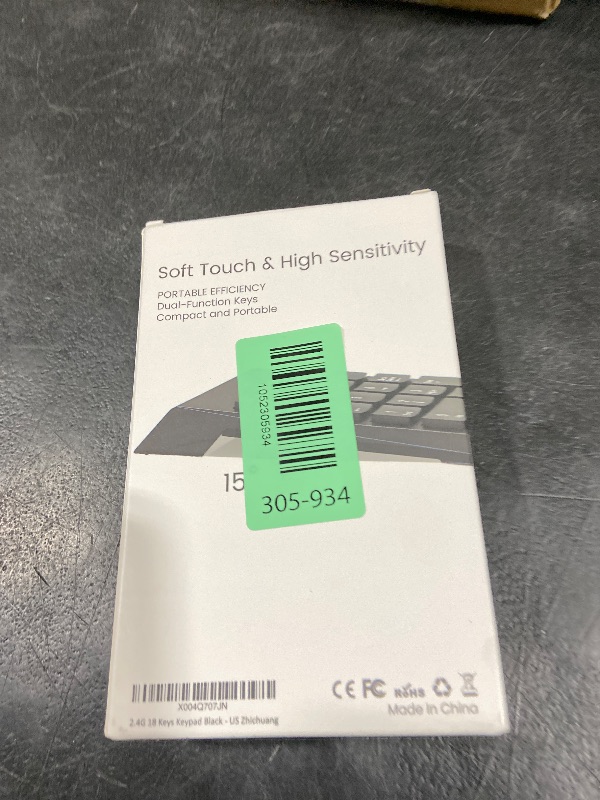 Soft Touch & High Sensitivity
PORTABLE EFFICIENCY
Dual-Function Keys
Compact and Portable
1052305934
15
305-934
X004Q707JN
2.4G 18 Keys Keypad Black - US Zhichuang
CE FC RoHS
Made in China